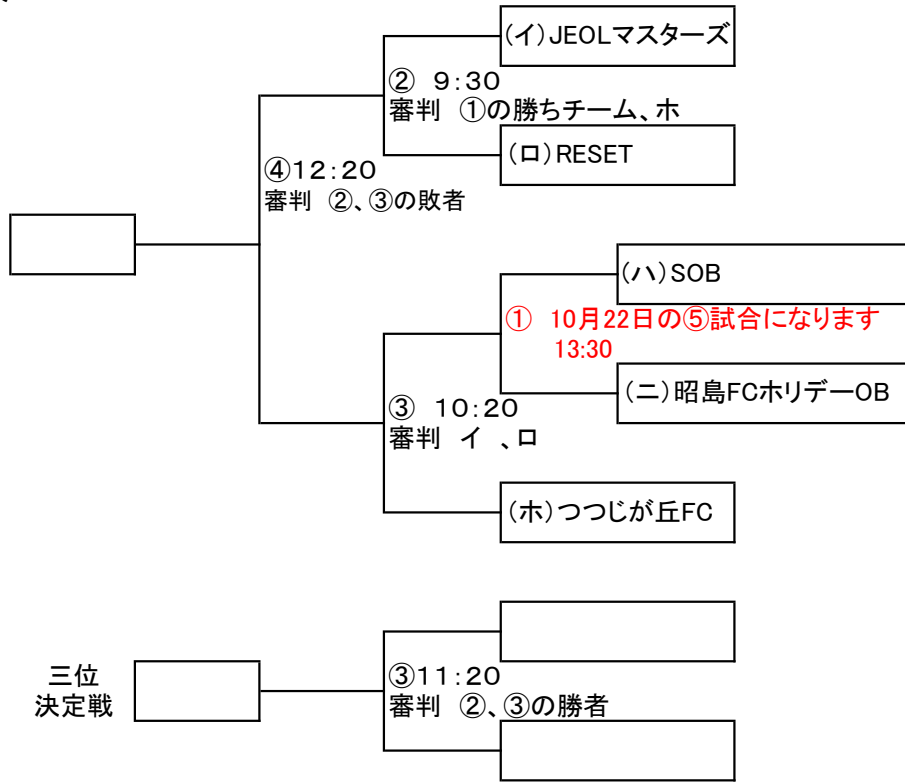 (イ)JEOLマスターズ
② 9:30
審判 ①の勝ちチーム、ホ
(ロ)RESET
④12:20
審判 ②、③の敗者
(ハ)SOB
① 10月22日の⑤試合になります
13:30
(ニ)昭島FCホリデーOB
③ 10:20
審判 イ 、ロ
(ホ)つつじが丘FC
三位
決定戦
③11:20
審判 ②、③の勝者